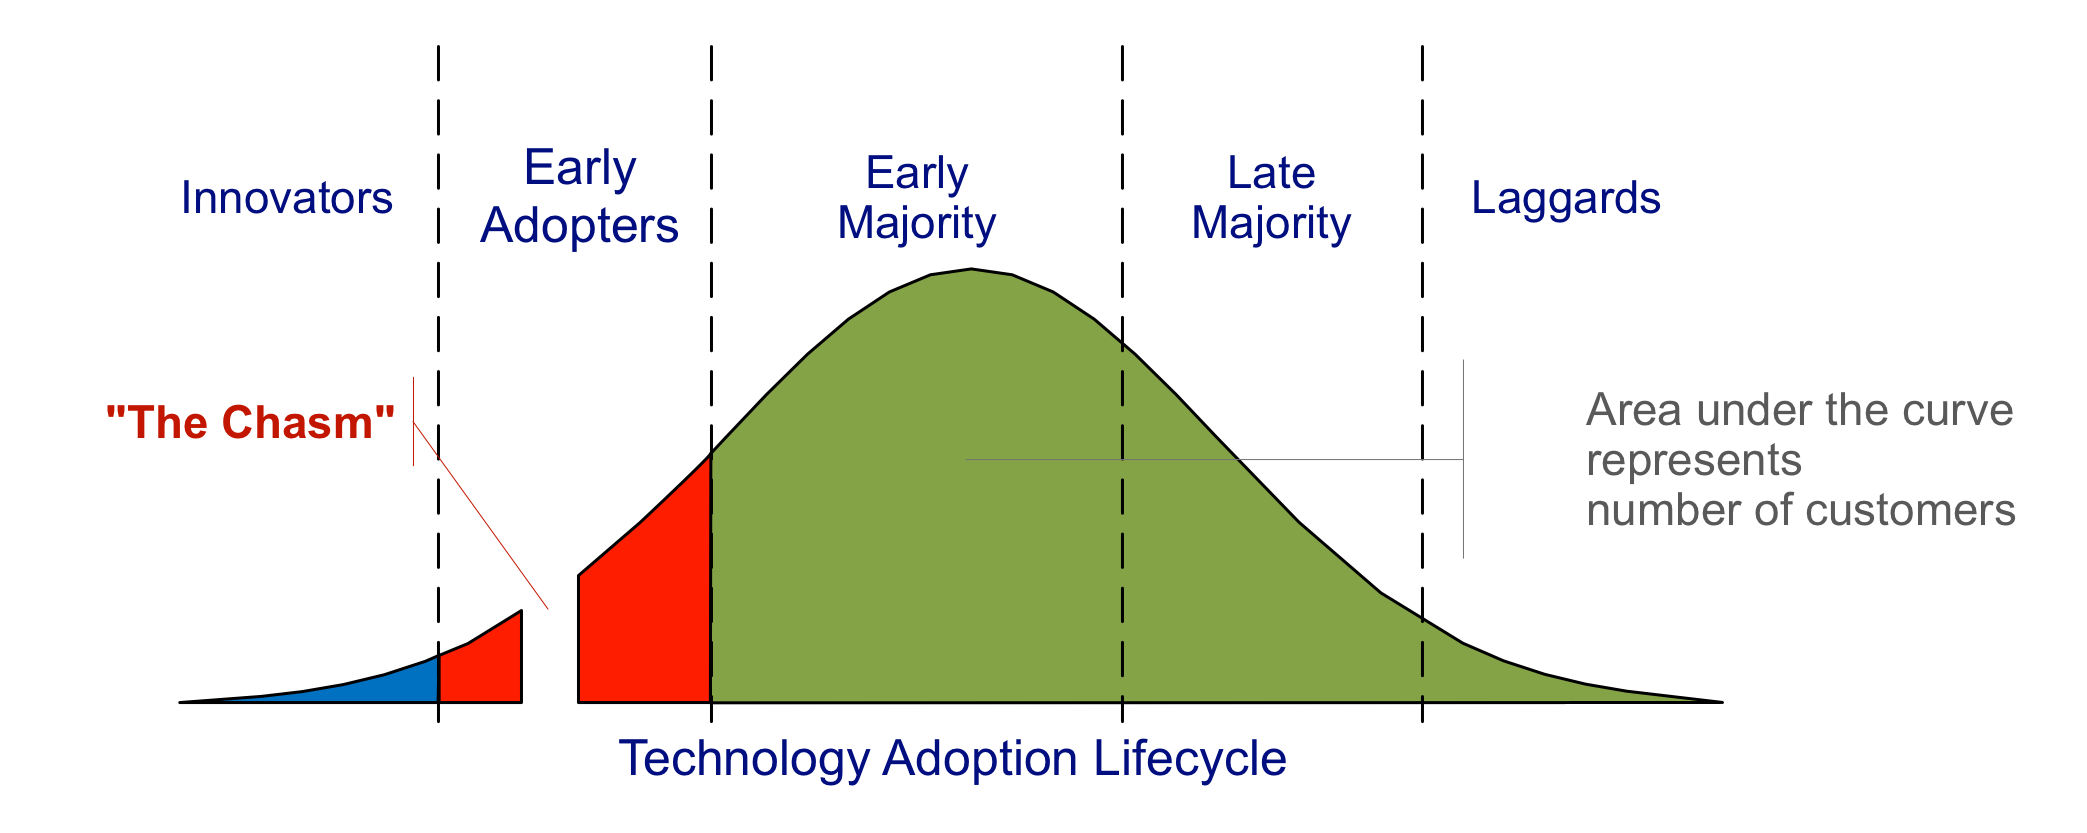 Innovators
Early
Adopters
Early
Majority
Late
Majority
Laggards
"The Chasm"
Area under the curve
represents
number of customers
Technology Adoption Lifecycle